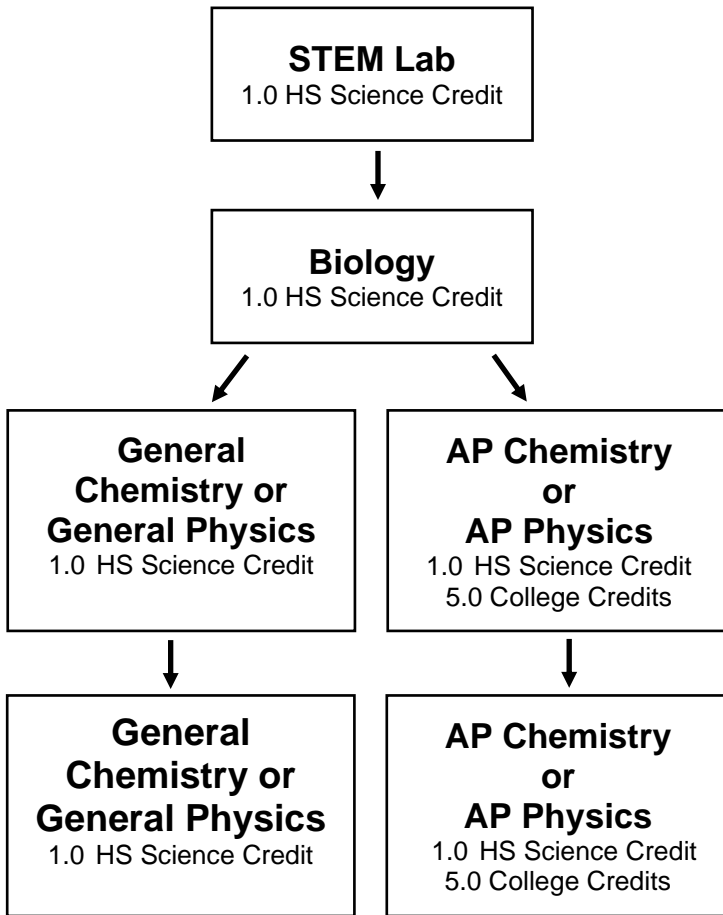 STEM Lab
1.0 HS Science Credit
Biology
1.0 HS Science Credit
General
Chemistry or
General Physics
1.0 HS Science Credit
AP Chemistry
or
AP Physics
1.0 HS Science Credit
5.0 College Credits
General
Chemistry or
General Physics
1.0 HS Science Credit
AP Chemistry
or
AP Physics
1.0 HS Science Credit
5.0 College Credits